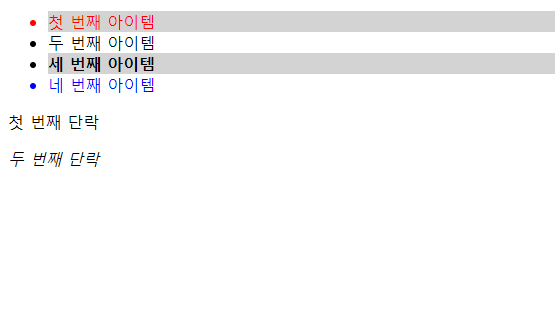 첫 번째 아이템
두 번째 아이템
세 번째 아이템
네 번째 아이템
첫 번째 단락
두 번째 단락